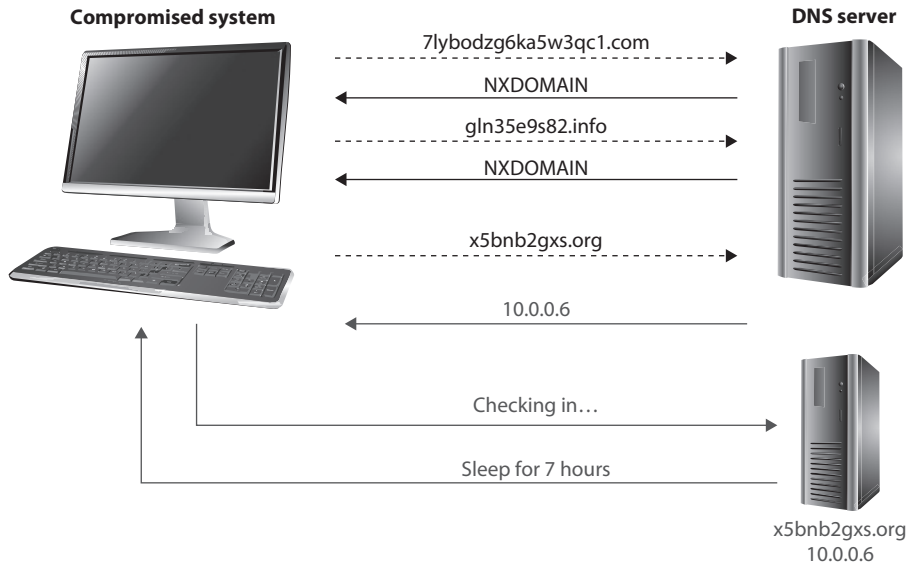 Compromised system
DNS server
7lybodzg6ka5w3qc1.com
NXDOMAIN
gln35e9s82.info
NXDOMAIN
x5bnb2gxs.org
10.0.0.6
Checking in…
Sleep for 7 hours
x5bnb2gxs.org
10.0.0.6